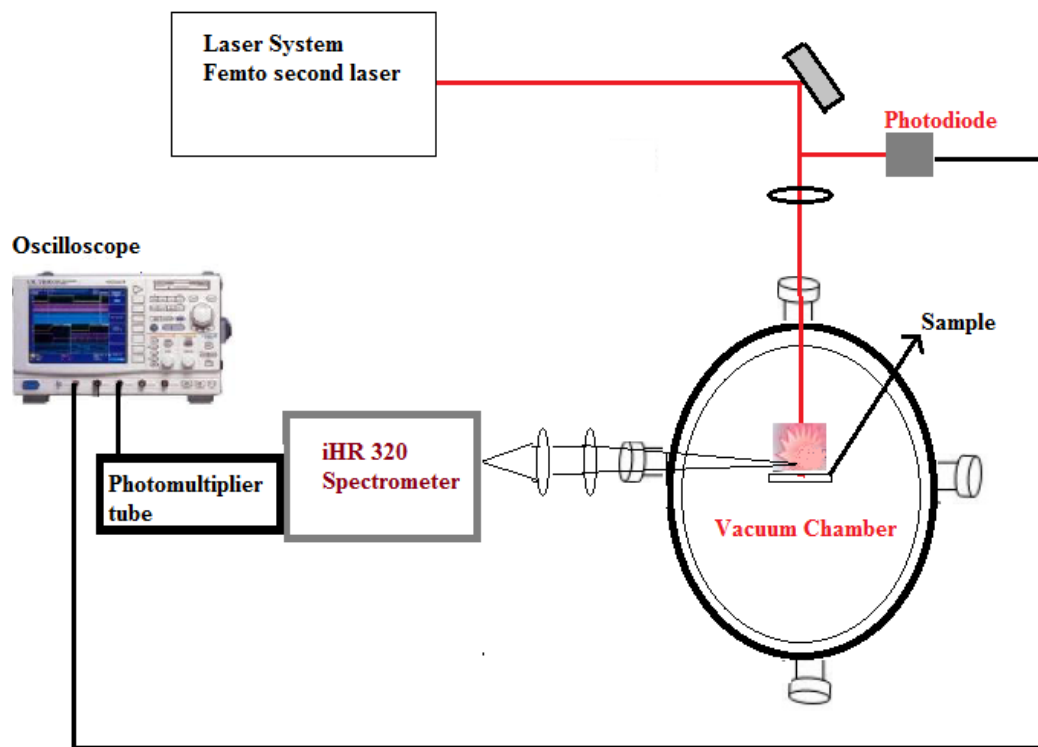 Laser System
Femto second laser
Photodiode
Oscilloscope
Sample
iHR 320
Spectrometer
Photomultiplier
tube
Vacuum Chamber